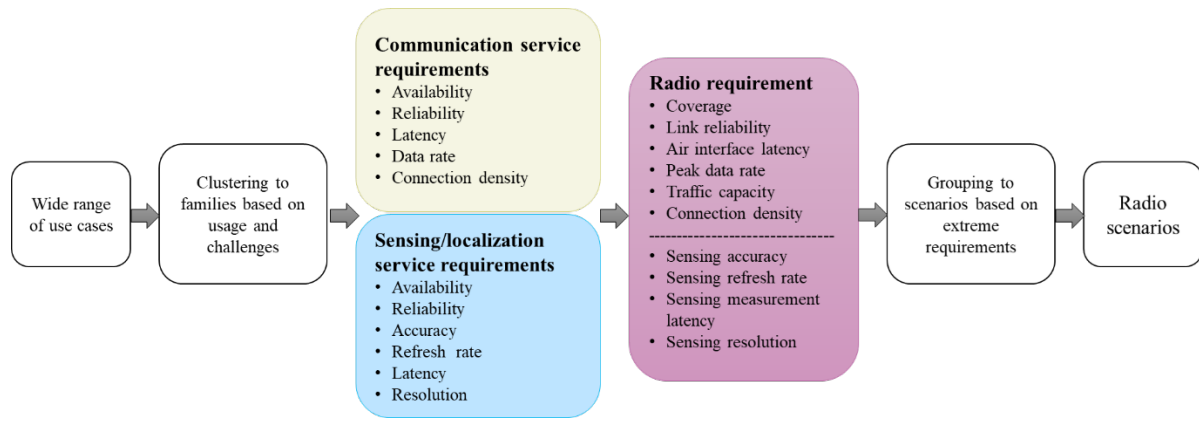 Wide range
of use cases
Clustering to
families based on
usage and
challenges
Communication service
requirements
• Availability
• Reliability
• Latency
• Data rate
• Connection density
Sensing/localization
service requirements
• Availability
• Reliability
• Accuracy
• Refresh rate
• Latency
• Resolution
Radio requirement
• Coverage
• Link reliability
• Air interface latency
• Peak data rate
• Traffic capacity
• Connection density
--------------------------------
• Sensing accuracy
• Sensing refresh rate
• Sensing measurement
latency
• Sensing resolution
Grouping to
scenarios based on
extreme
requirements
Radio
scenarios